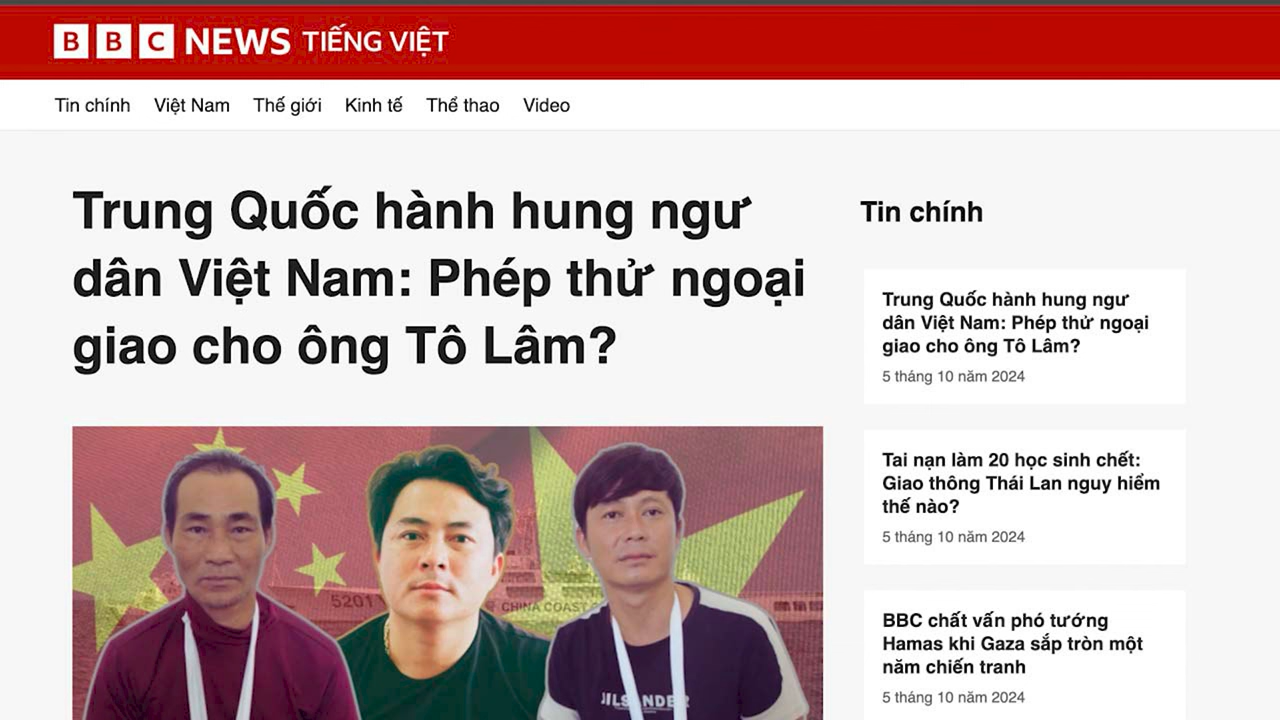 BBC NEWS TIẾNG VIỆT
Tin chính Việt Nam Thế giới Kinh tế Thể thao Video
Trung Quốc hành hung ngư
dân Việt Nam: Phép thử ngoại
giao cho ông Tô Lâm?
5201
CHINA COAST
Tin chính
Trung Quốc hành hung ngư
dân Việt Nam: Phép thử ngoại
giao cho ông Tô Lâm?
5 tháng 10 năm 2024
Tai nạn làm 20 học sinh chết:
Giao thông Thái Lan nguy hiểm
thế nào?
5 tháng 10 năm 2024
BBC chất vấn phó tướng
Hamas khi Gaza sắp tròn một
năm chiến tranh
5 tháng 10 năm 2024